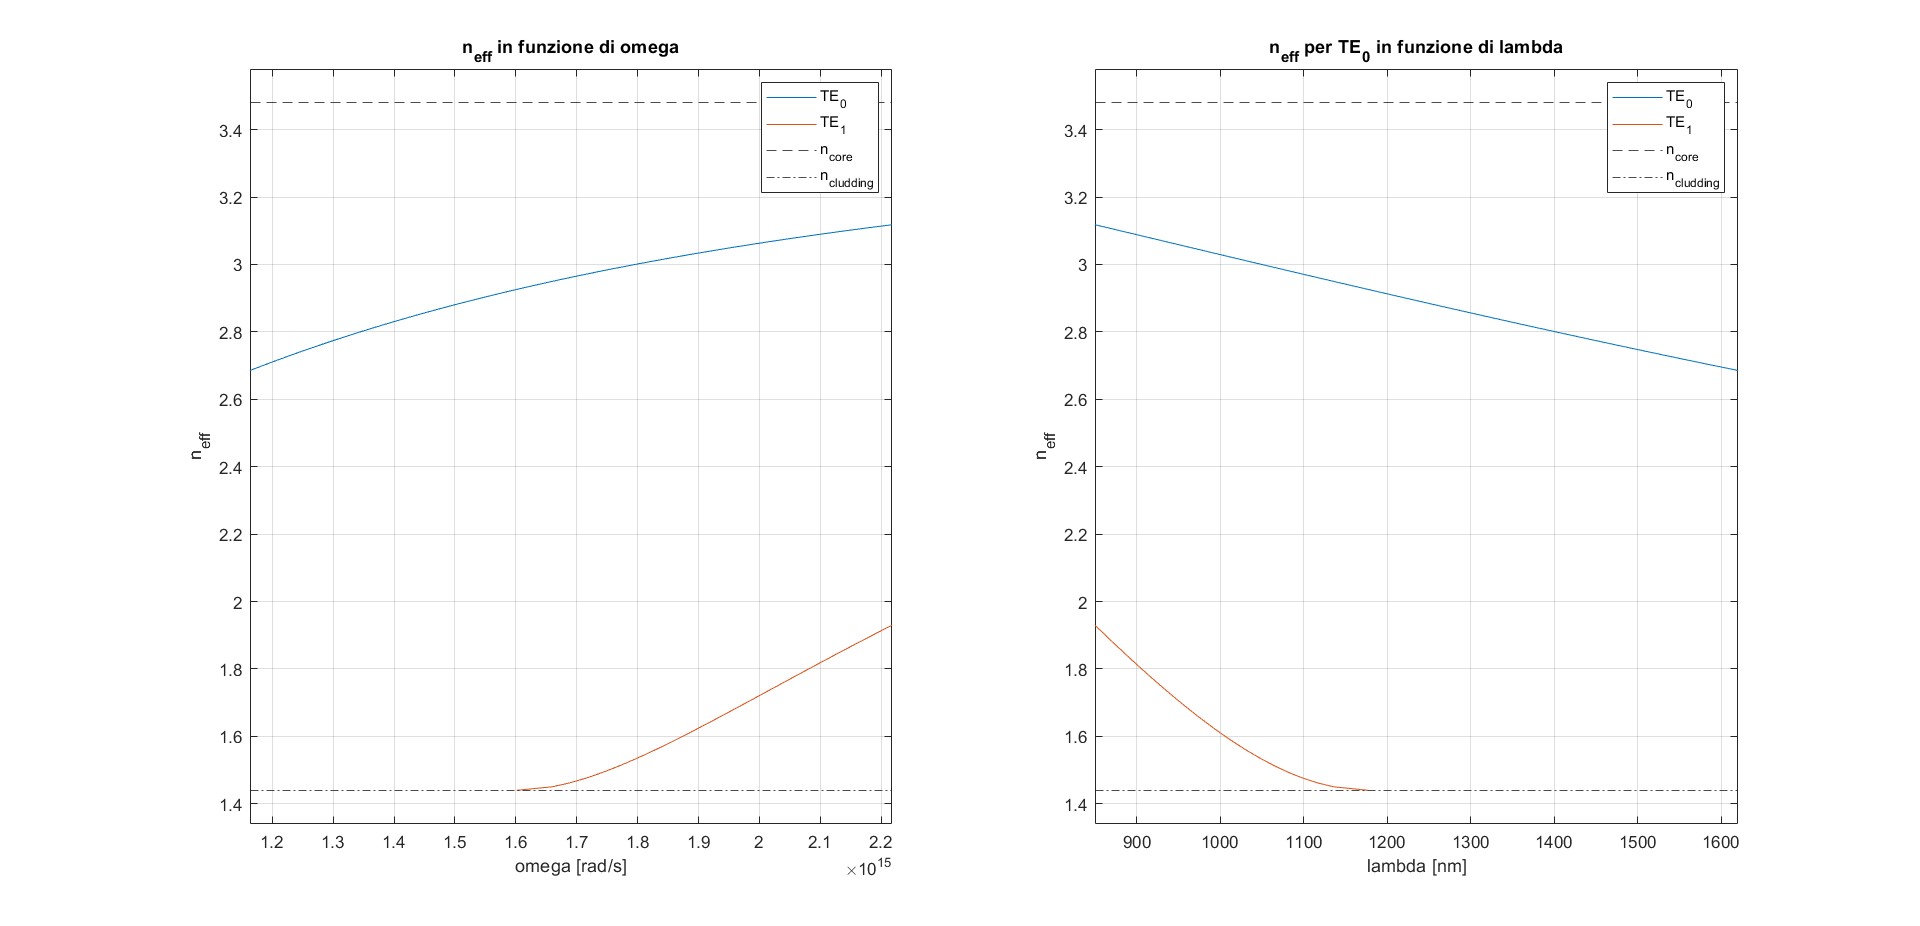 n_eff in funzione di omega
TE_0
TE_1
n_core
n_cludding
3.4
3.2
3
2.8
2.6
2.4
2.2
2
1.8
1.6
1.4
n_eff
1.2 1.3 1.4 1.5 1.6 1.7 1.8 1.9 2 2.1 2.2
omega [rad/s]
×10^15
n_eff per TE_0 in funzione di lambda
TE_0
TE_1
n_core
n_cludding
3.4
3.2
3
2.8
2.6
2.4
2.2
2
1.8
1.6
1.4
n_eff
900 1000 1100 1200 1300 1400 1500 1600
lambda [nm]